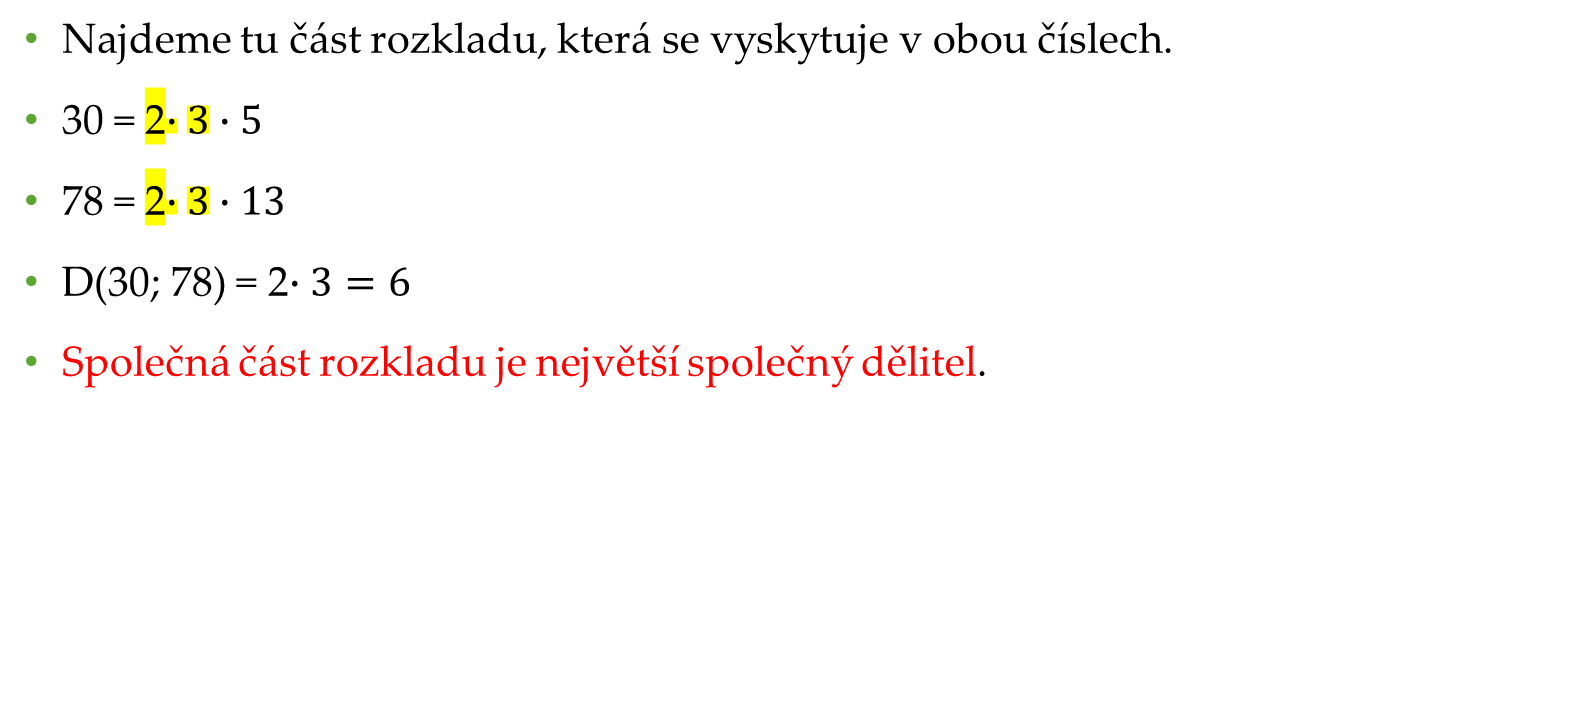 • Najdeme tu část rozkladu, která se vyskytuje v obou číslech.
• 30 = 2· 3 · 5
• 78 = 2· 3 · 13
• D(30; 78) = 2· 3 = 6
• Společná část rozkladu je největší společný dělitel.